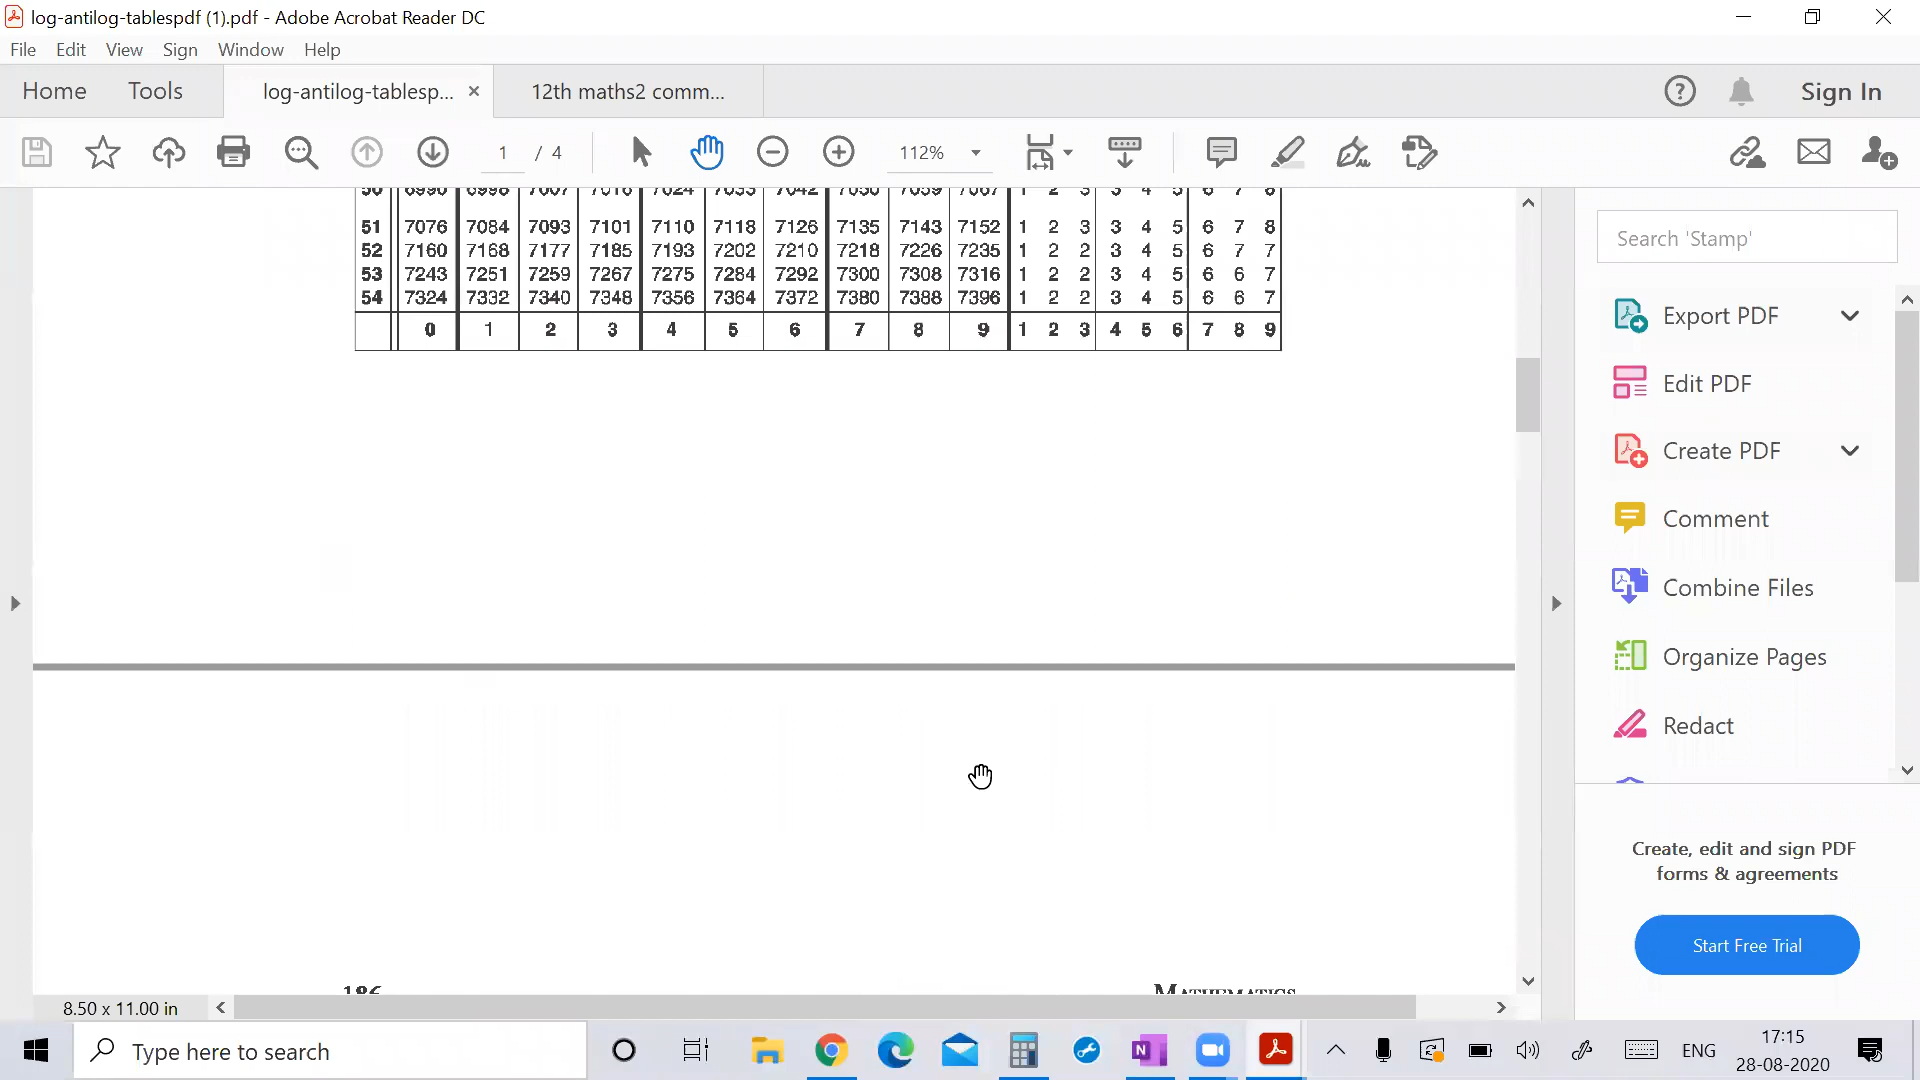 log-antilog-tablespdf (1).pdf - Adobe Acrobat Reader DC
File Edit View Sign Window Help
Home Tools log-antilog-tablesp... × 12th maths2 comm... Sign In
1 / 4 112%
51 7076 7084 7093 7101 7110 7118 7126 7135 7143 7152 1 2 3 3 4 5 6 7 8
52 7160 7168 7177 7185 7193 7202 7210 7218 7226 7235 1 2 2 3 4 5 6 7 7
53 7243 7251 7259 7267 7275 7284 7292 7300 7308 7316 1 2 2 3 4 5 6 6 7
54 7324 7332 7340 7348 7356 7364 7372 7380 7388 7396 1 2 2 3 4 5 6 6 7
0 1 2 3 4 5 6 7 8 9 1 2 3 4 5 6 7 8 9
Search 'Stamp'
Export PDF
Edit PDF
Create PDF
Comment
Combine Files
Organize Pages
Redact
Create, edit and sign PDF
forms & agreements
Start Free Trial
186 MATHEMATICS
8.50 x 11.00 in
Type here to search
ENG
17:15
28-08-2020